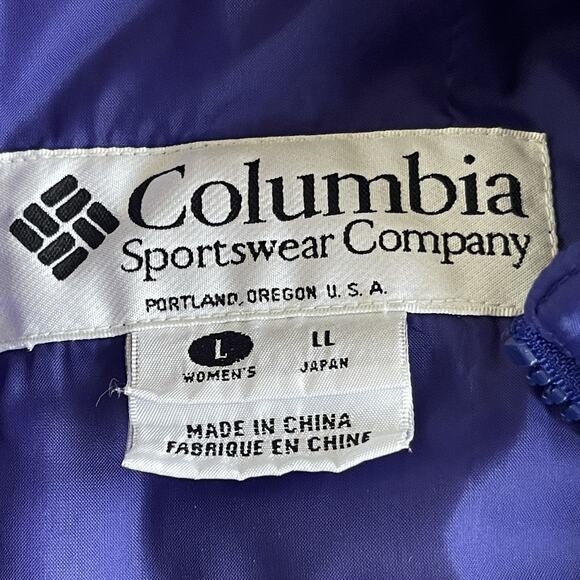 Columbia
Sportswear Company
PORTLAND, OREGON U. S. A.
L LL
WOMEN'S JAPAN
MADE IN CHINA
FABRIQUE EN CHINE